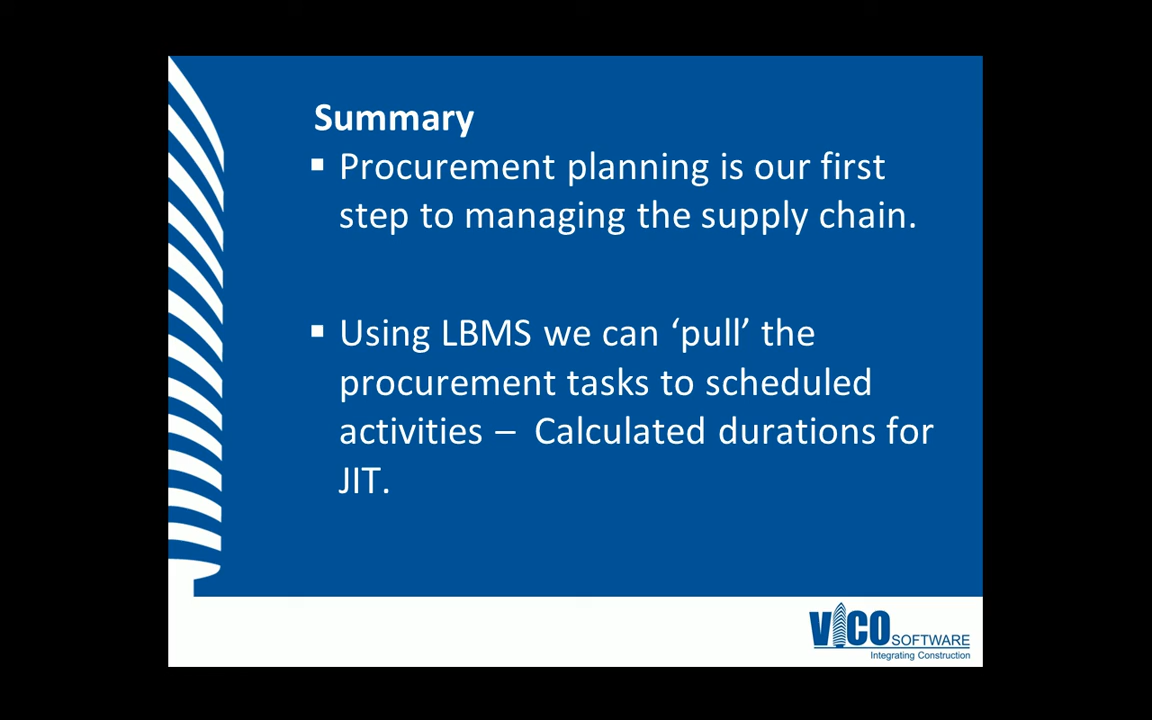 Summary
▪ Procurement planning is our first
step to managing the supply chain.
▪ Using LBMS we can ‘pull’ the
procurement tasks to scheduled
activities – Calculated durations for
JIT.
VICO SOFTWARE
Integrating Construction